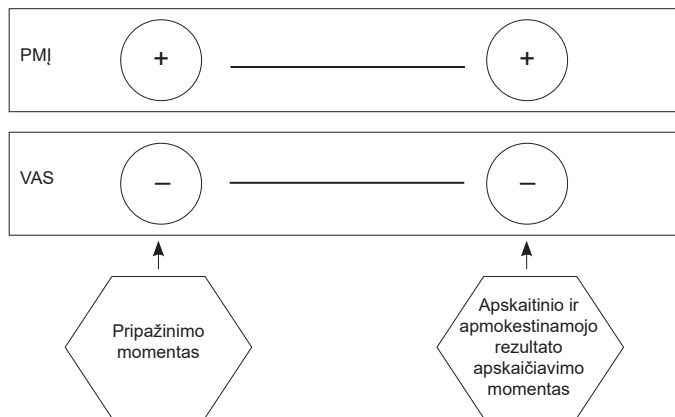 PMĮ
+
+
VAS
–
–
Pripažinimo
momentas
Apskaitinio ir
apmokestinamojo
rezultato
apskaičiavimo
momentas